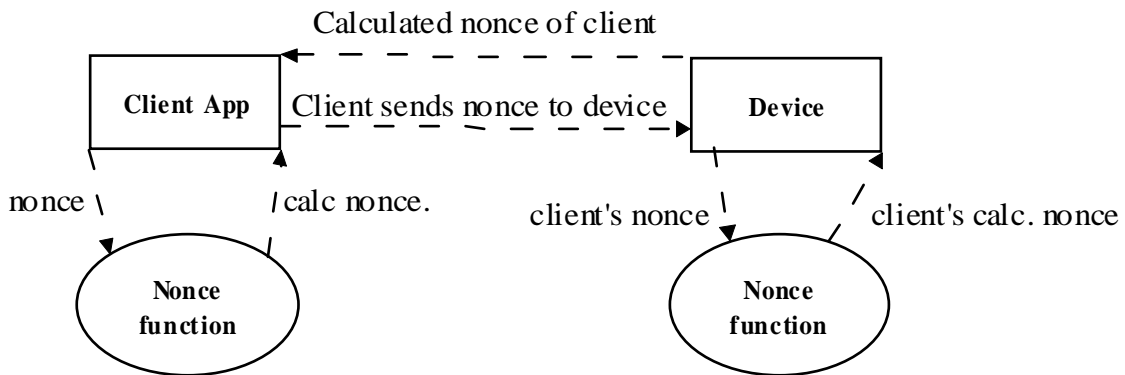 Calculated nonce of client
Client App
Client sends nonce to device
Device
nonce
calc nonce.
client's nonce
client's calc. nonce
Nonce
function
Nonce
function